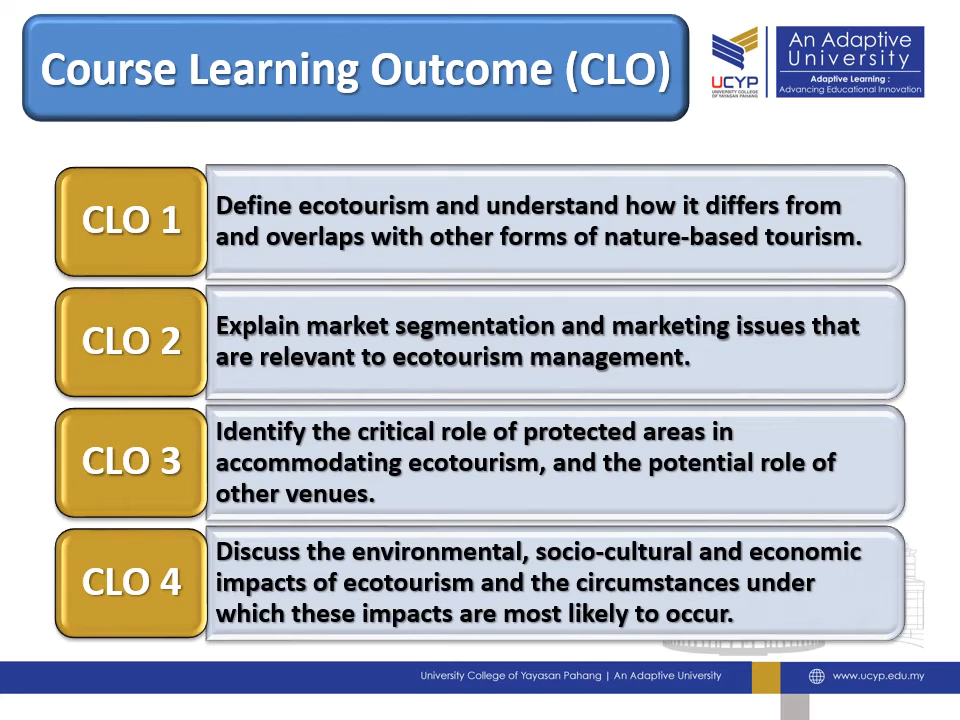 Course Learning Outcome (CLO)
UCYP
UNIVERSITY COLLEGE
OF YAYASAN PAHANG
An Adaptive
University
Adaptive Learning :
Advancing Educational Innovation
CLO 1
Define ecotourism and understand how it differs from
and overlaps with other forms of nature-based tourism.
CLO 2
Explain market segmentation and marketing issues that
are relevant to ecotourism management.
CLO 3
Identify the critical role of protected areas in
accommodating ecotourism, and the potential role of
other venues.
CLO 4
Discuss the environmental, socio-cultural and economic
impacts of ecotourism and the circumstances under
which these impacts are most likely to occur.
University College of Yayasan Pahang | An Adaptive University
www.ucyp.edu.my